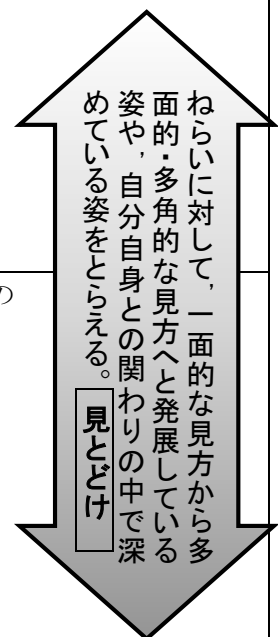 ねらいに対して，一面的な見方から多
面的・多角的な見方へと発展している
姿や，自分自身との関わりの中で深
めている姿をとらえる。 見とどけ
の